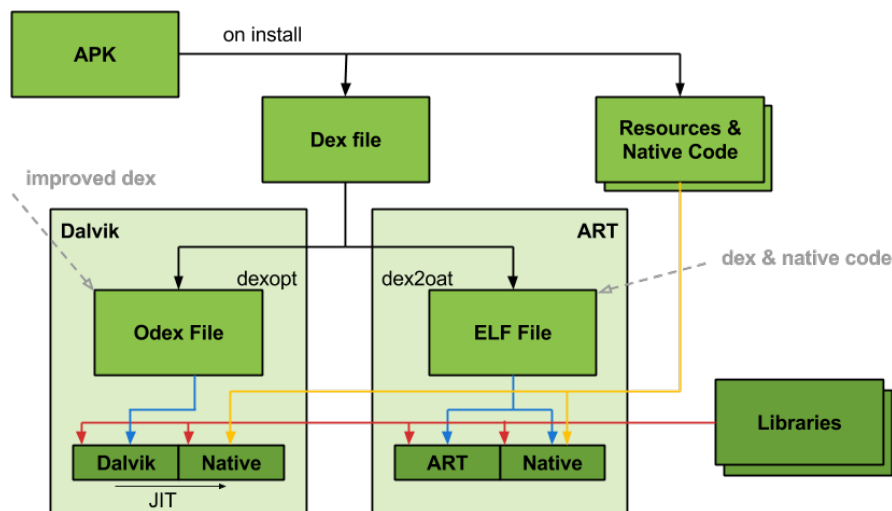 APK
on install
Dex file
Resources &
Native Code
improved dex
Dalvik
ART
dex & native code
dexopt
dex2oat
Odex File
ELF File
Libraries
Dalvik
Native
ART
Native
JIT